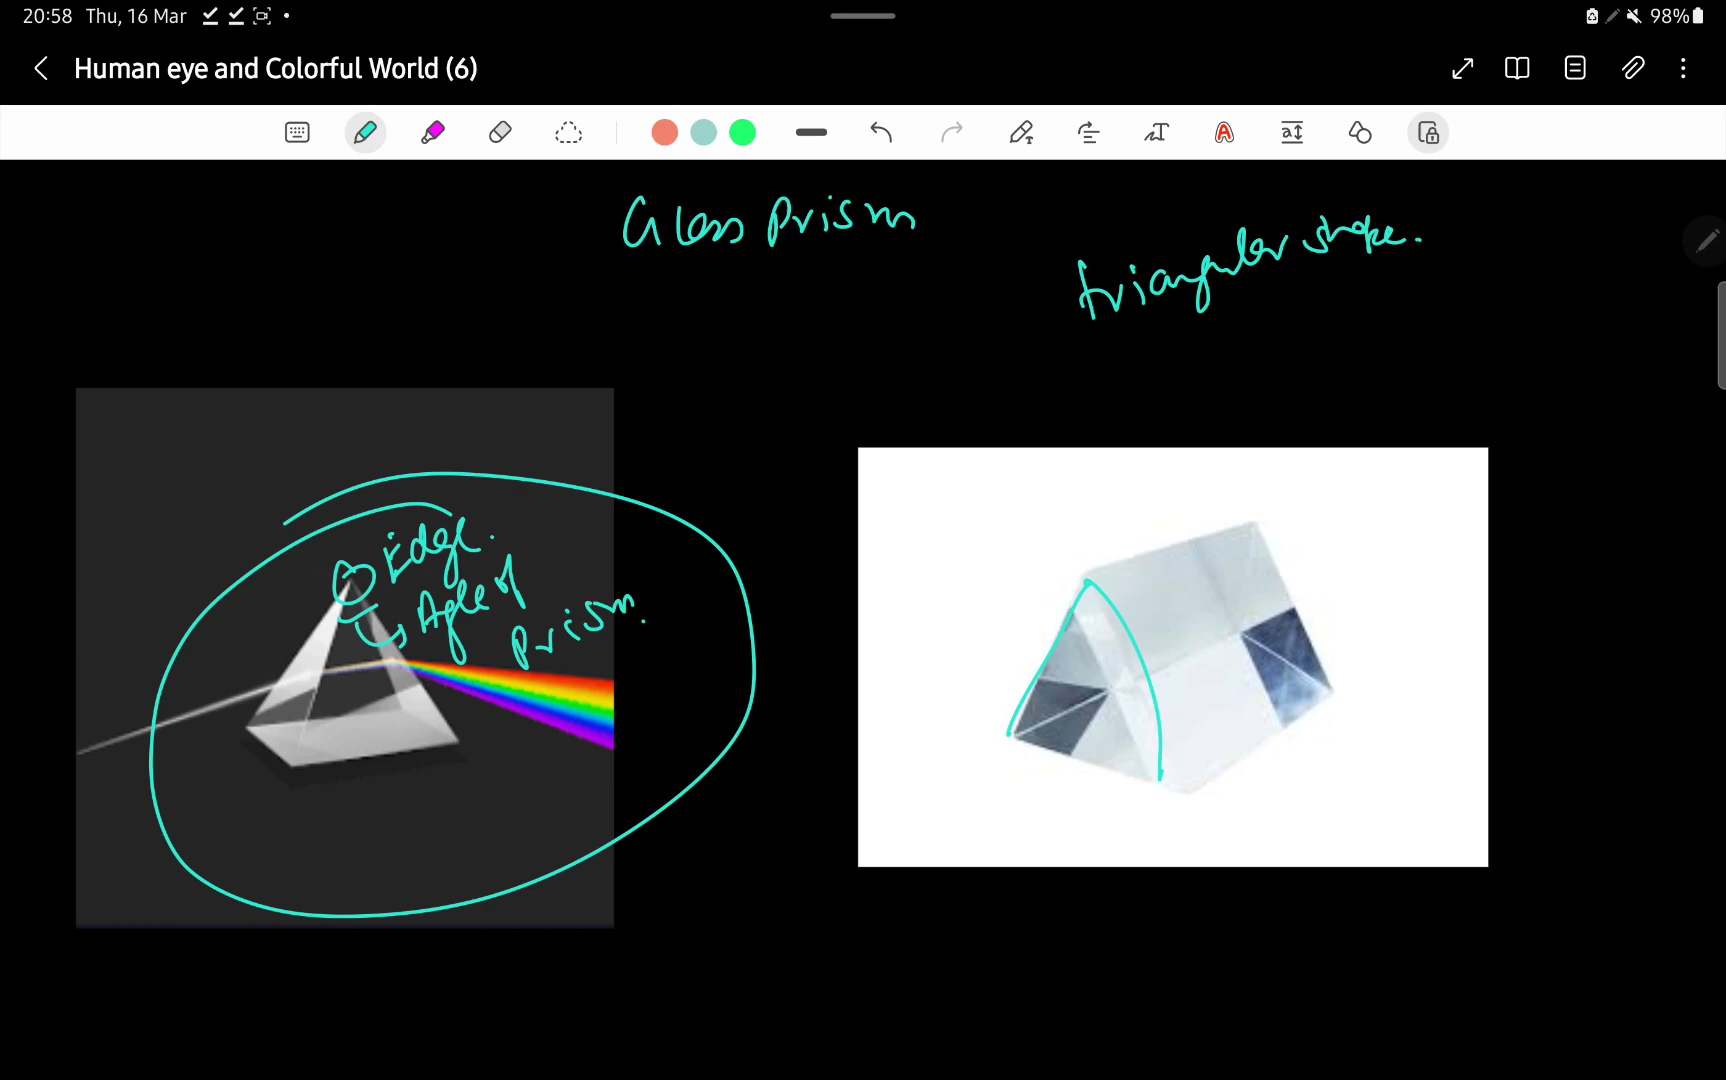 20:58 Thu, 16 Mar 98%
Human eye and Colorful World (6)
Glass Prism
triangular shape.
Edge.
Agle of
Prism.